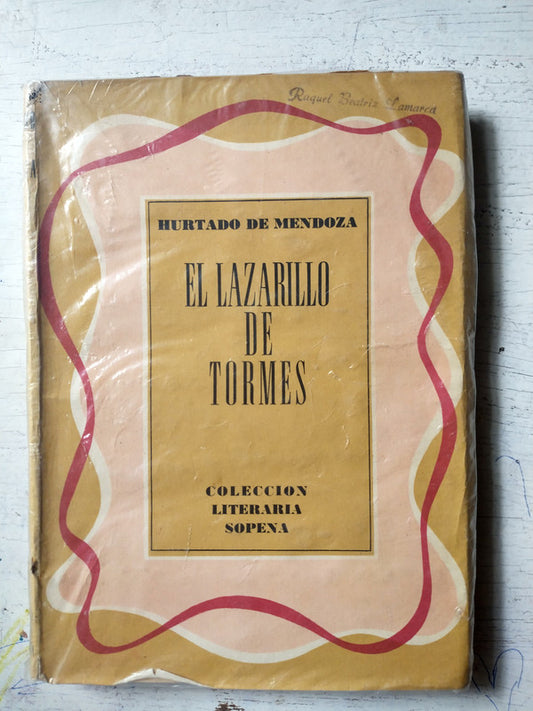 Raquel Beatriz Lamarca
HURTADO DE MENDOZA
EL LAZARILLO
DE
TORMES
COLECCION
LITERARIA
SOPENA